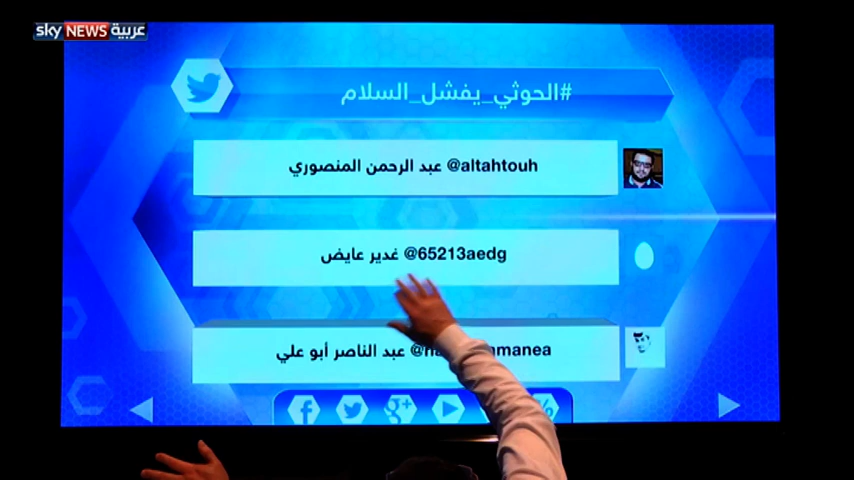 sky NEWS عربية
#الحوثي_يفشل_السلام
عبد الرحمن المنصوري @altahtouh
غدير عايض @65213aedg
عبد الناصر أبو علي